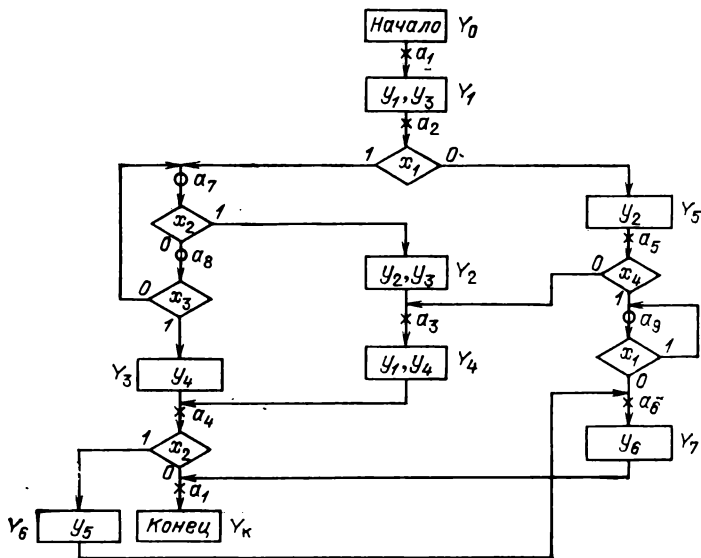 Начало Y₀
a₁
y₁, y₃ Y₁
a₂
1 x₁ 0
a₇
x₂ 1
0
a₈
0 x₃
1
y₂ Y₅
a₅
0 x₄
1
a₉
x₁ 1
0
a₆
y₂, y₃ Y₂
a₃
y₁, y₄ Y₄
Y₃ y₄
a₄
1 x₂
0
a₁
y₆ Y₇
Y₆ y₅
Конец Yк